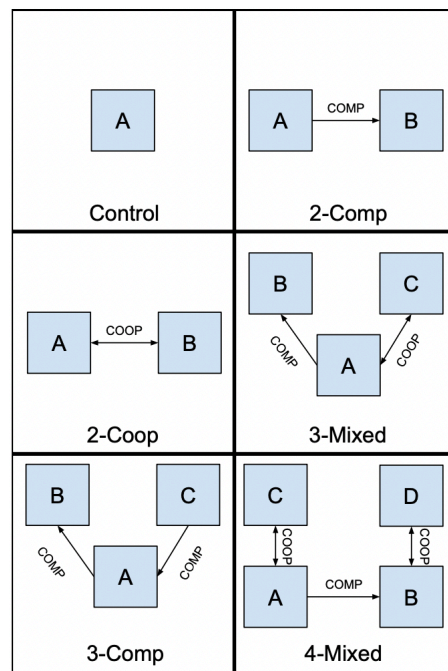 A
Control
A COMP B
2-Comp
A COOP B
2-Coop
B C
COMP COOP
A
3-Mixed
B C
COMP COMP
A
3-Comp
C D
COOP COOP
A COMP B
4-Mixed